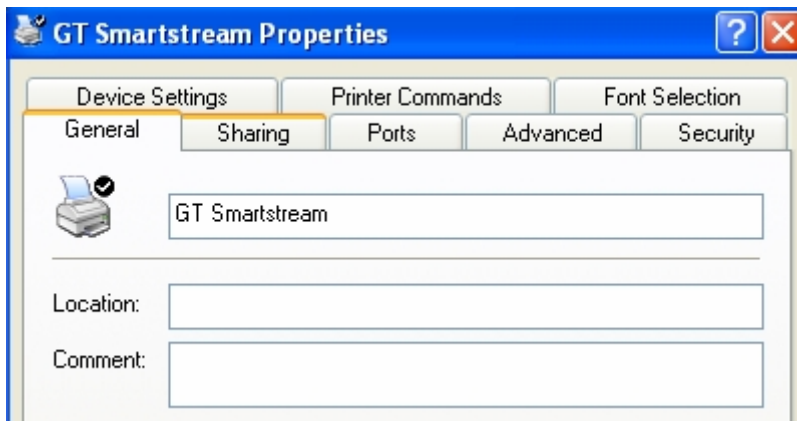 GT Smartstream Properties
Device Settings Printer Commands Font Selection
General Sharing Ports Advanced Security
GT Smartstream
Location:
Comment: